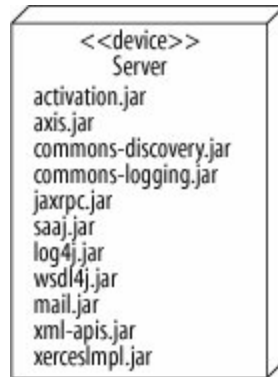 <<device>>
Server
activation.jar
axis.jar
commons-discovery.jar
commons-logging.jar
jaxrpc.jar
saaj.jar
log4j.jar
wsdl4j.jar
mail.jar
xml-apis.jar
xercesImpl.jar